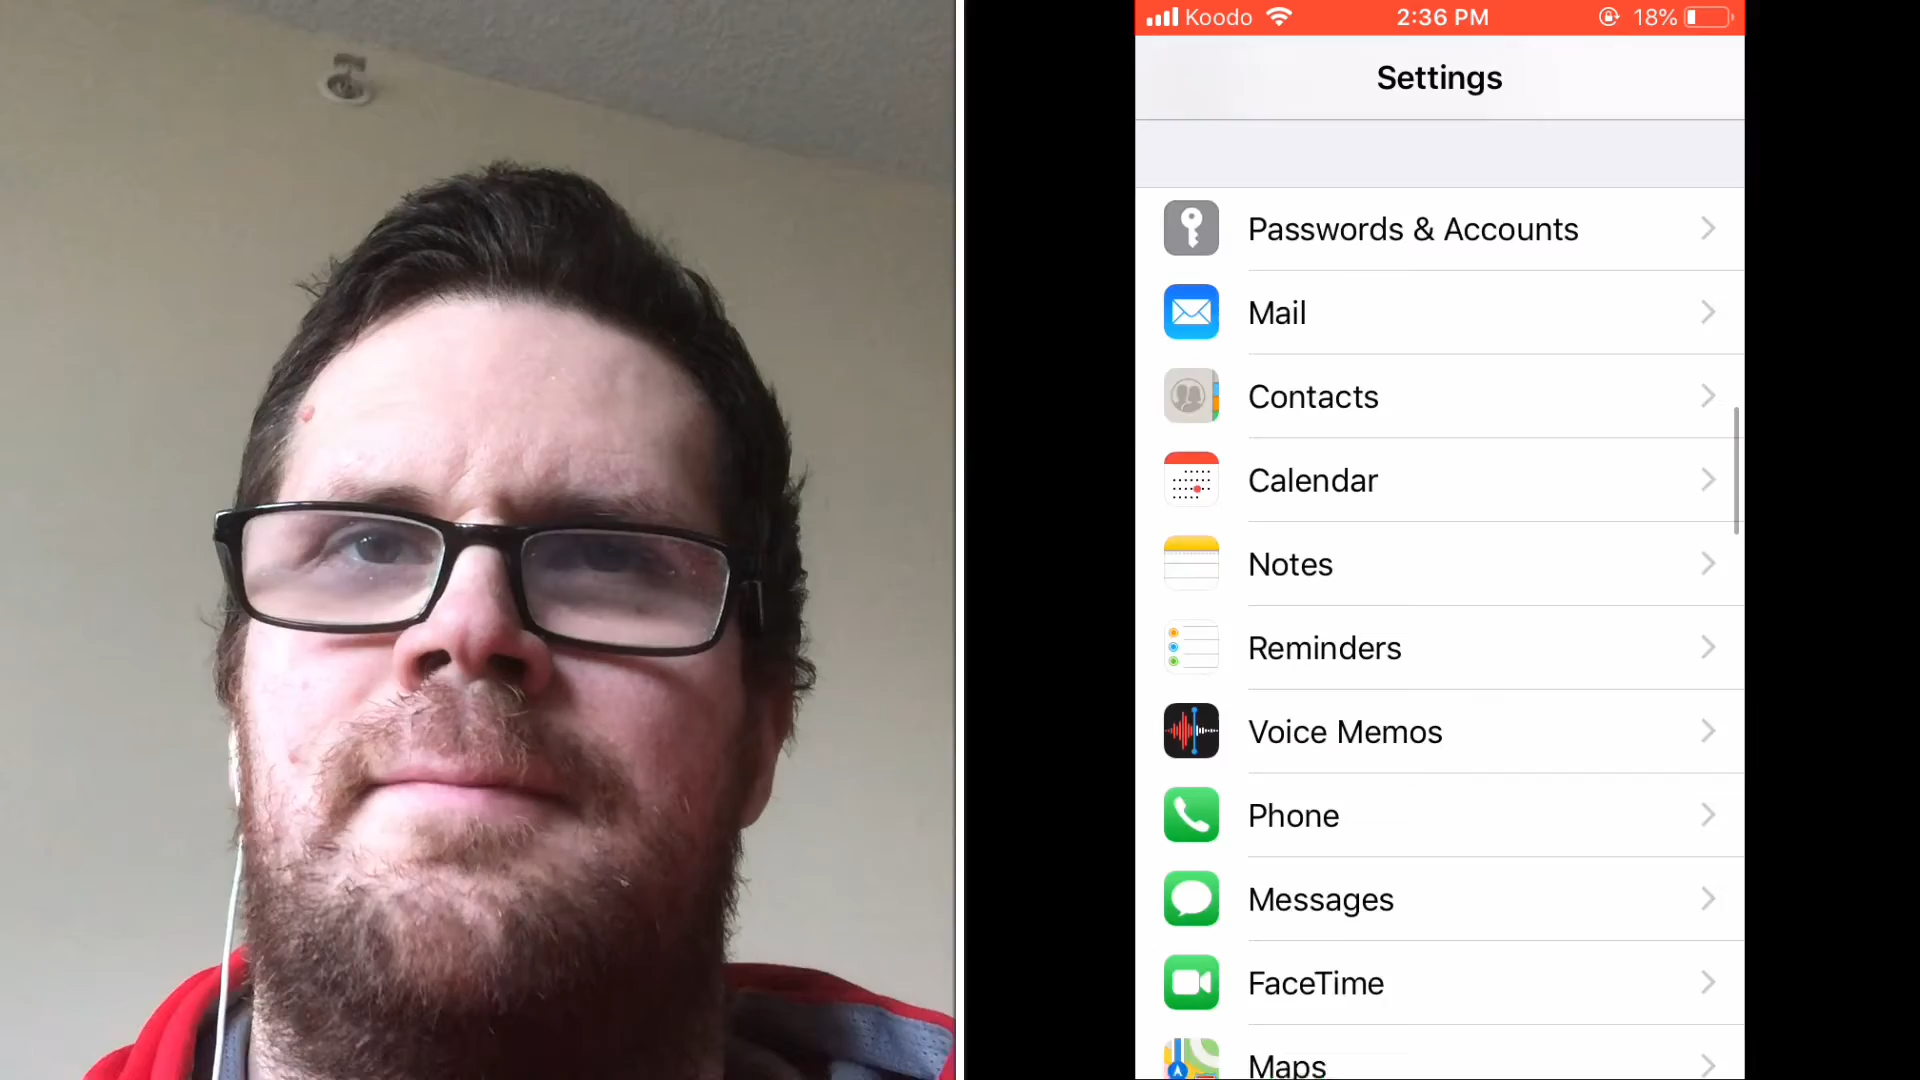 Koodo 2:36 PM 18%
Settings
Passwords & Accounts
Mail
Contacts
Calendar
Notes
Reminders
Voice Memos
Phone
Messages
FaceTime
Maps